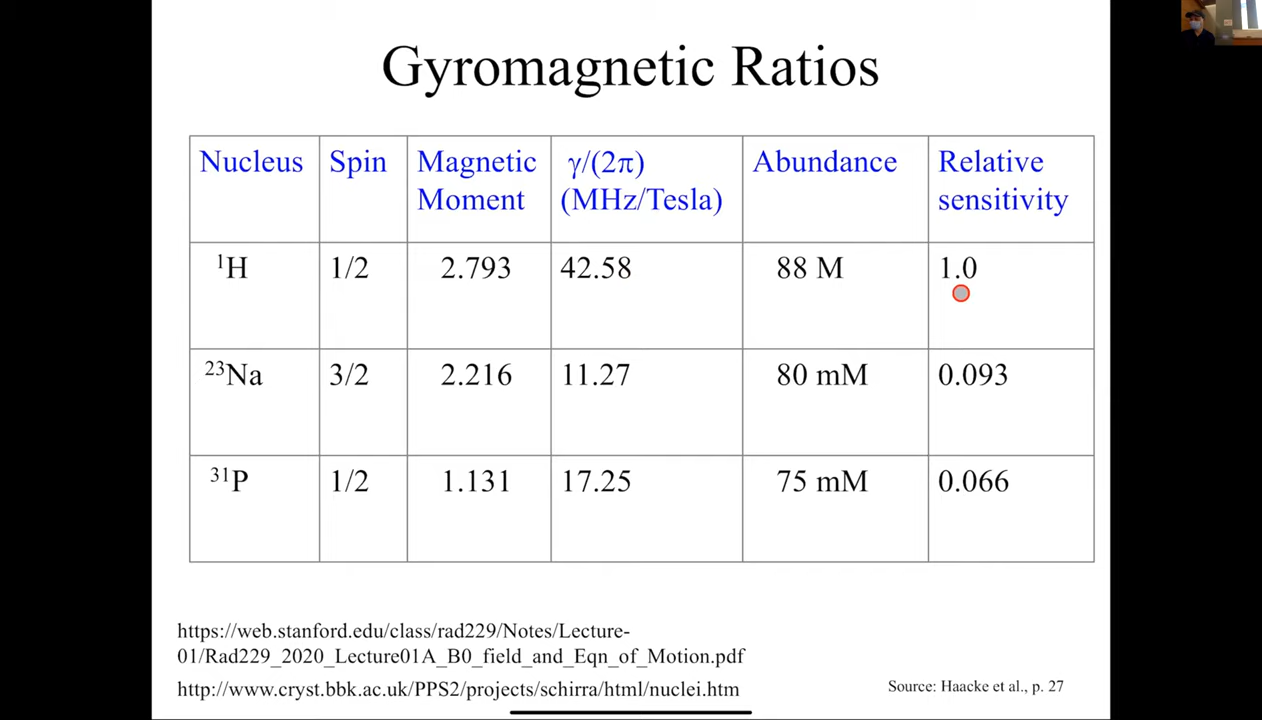 Gyromagnetic Ratios
Nucleus Spin Magnetic Moment γ/(2π) (MHz/Tesla) Abundance Relative sensitivity
¹H 1/2 2.793 42.58 88 M 1.0
²³Na 3/2 2.216 11.27 80 mM 0.093
³¹P 1/2 1.131 17.25 75 mM 0.066
https://web.stanford.edu/class/rad229/Notes/Lecture-
01/Rad229_2020_Lecture01A_B0_field_and_Eqn_of_Motion.pdf
http://www.cryst.bbk.ac.uk/PPS2/projects/schirra/html/nuclei.htm
Source: Haacke et al., p. 27